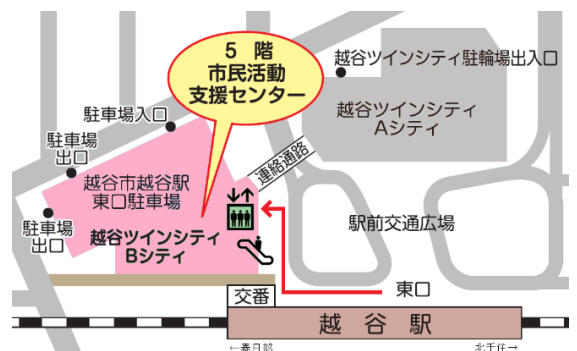 5 階
市民活動
支援センター
越谷ツインシティ駐輪場出入口
越谷ツインシティ
Aシティ
駐車場入口
駐車場
出口
連絡通路
越谷市越谷駅
東口駐車場
駐車場
出口
越谷ツインシティ
Bシティ
駅前交通広場
東口
交番
越 谷 駅
←春日部
北千住→